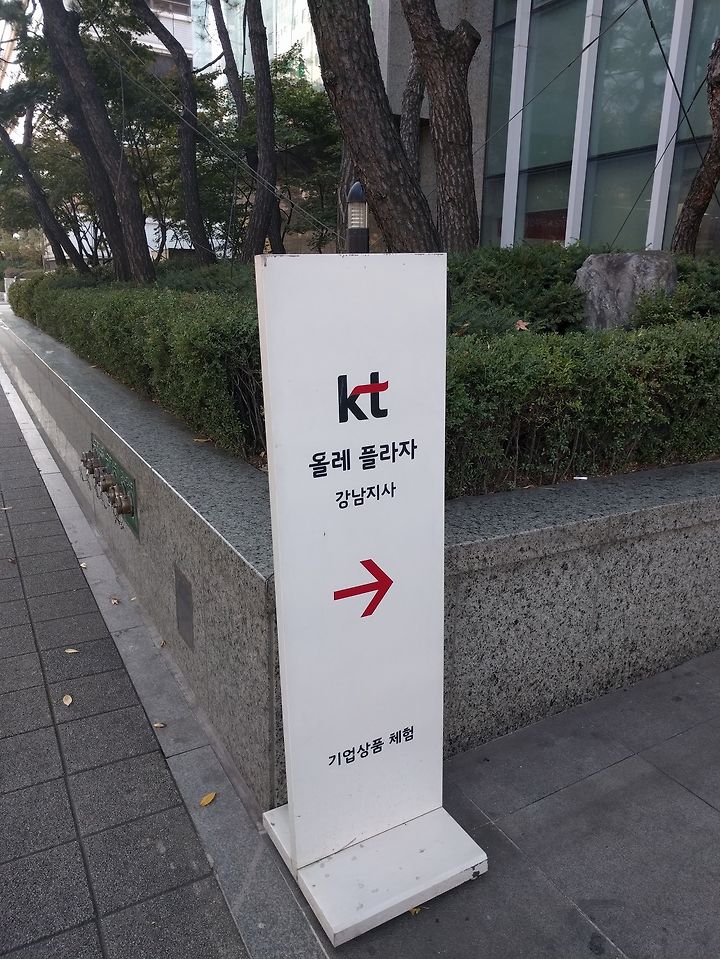 kt
올레 플라자
강남지사
기업상품 체험